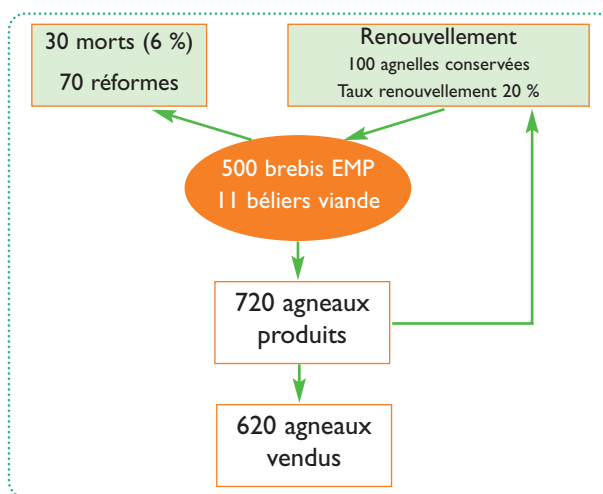 30 morts (6 %)
70 réformes
Renouvellement
100 agnelles conservées
Taux renouvellement 20 %
500 brebis EMP
11 béliers viande
720 agneaux
produits
620 agneaux
vendus